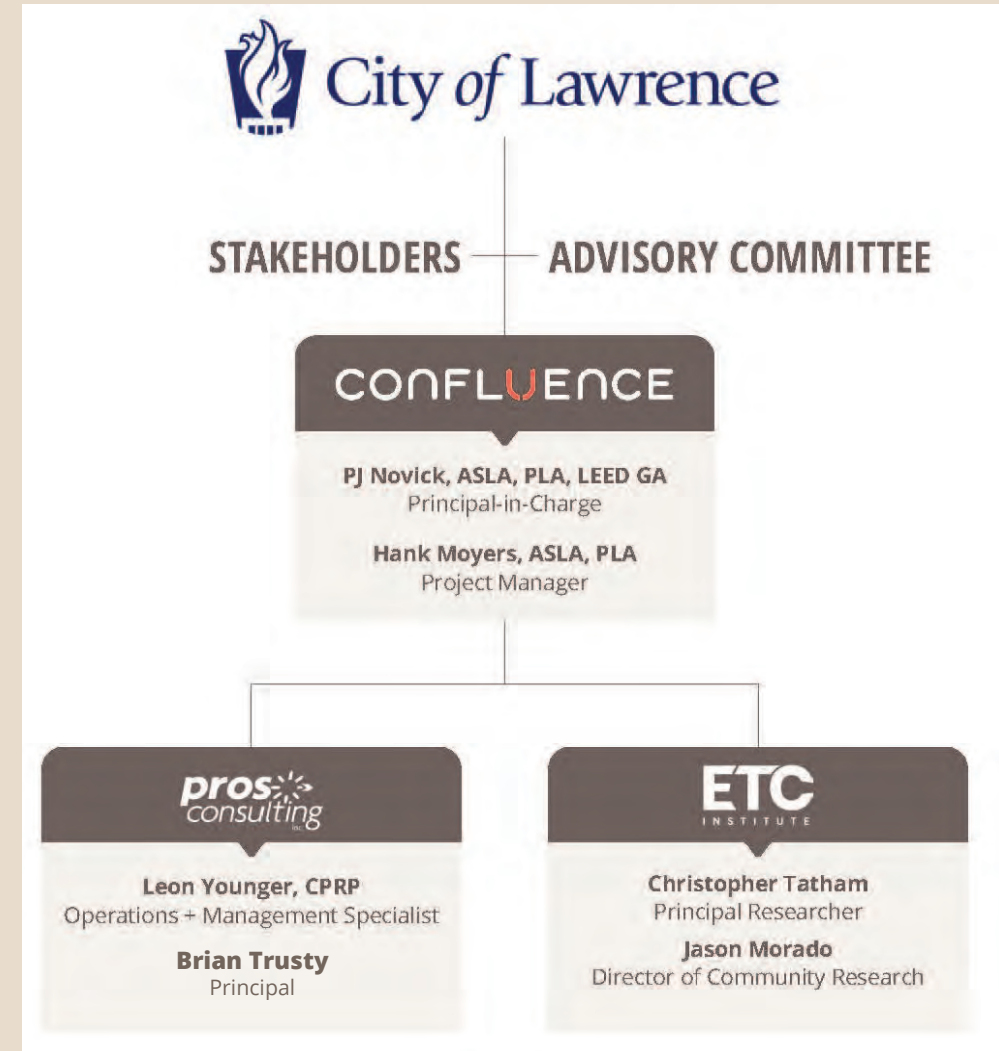 City of Lawrence
STAKEHOLDERS
ADVISORY COMMITTEE
CONFLUENCE
PJ Novick, ASLA, PLA, LEED GA
Principal-in-Charge
Hank Moyers, ASLA, PLA
Project Manager
pros
consulting
inc.
Leon Younger, CPRP
Operations + Management Specialist
Brian Trusty
Principal
ETC
INSTITUTE
Christopher Tatham
Principal Researcher
Jason Morado
Director of Community Research